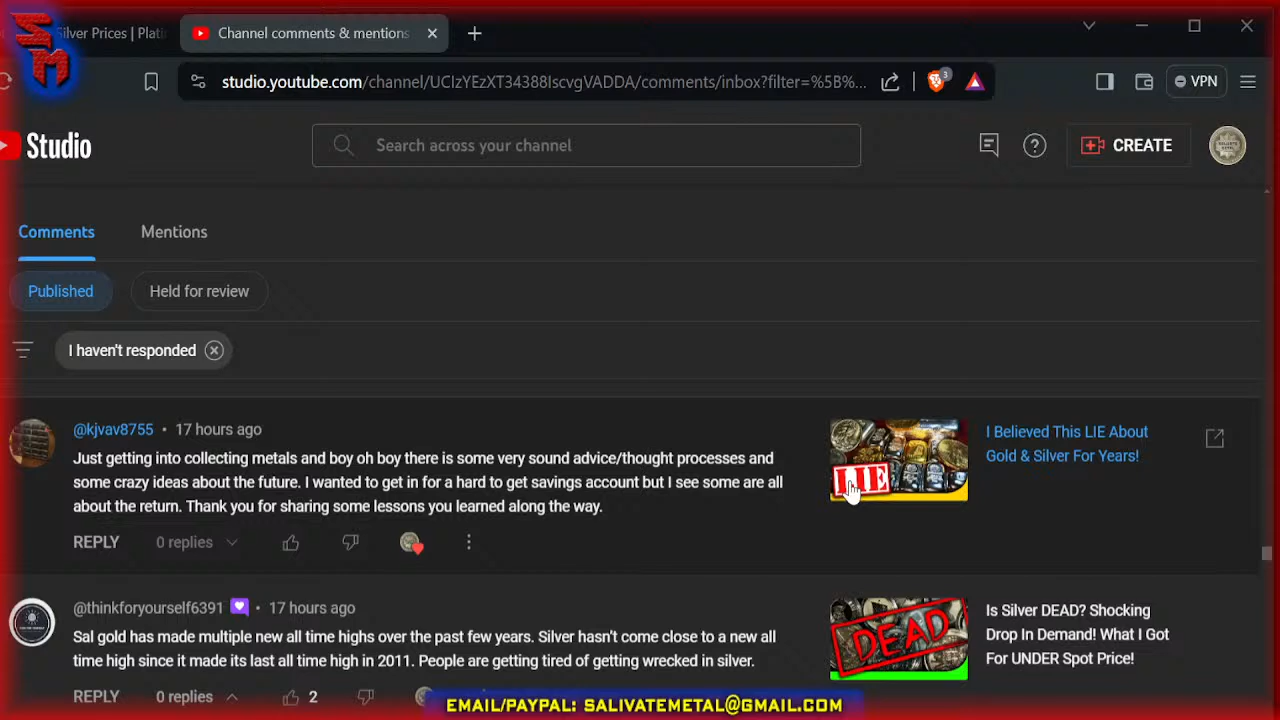 SM
Silver Prices | Plati
Channel comments & mentions
studio.youtube.com/channel/UCIzYEzXT34388IscvgVADDA/comments/inbox?filter=%5B%...
3
VPN
Studio
Search across your channel
CREATE
Comments
Mentions
Published
Held for review
I haven't responded
@kjvav8755 • 17 hours ago
Just getting into collecting metals and boy oh boy there is some very sound advice/thought processes and
some crazy ideas about the future. I wanted to get in for a hard to get savings account but I see some are all
about the return. Thank you for sharing some lessons you learned along the way.
REPLY
0 replies
LIE
I Believed This LIE About
Gold & Silver For Years!
@thinkforyourself6391 • 17 hours ago
Sal gold has made multiple new all time highs over the past few years. Silver hasn't come close to a new all
time high since it made its last all time high in 2011. People are getting tired of getting wrecked in silver.
REPLY
0 replies
2
DEAD
Is Silver DEAD? Shocking
Drop In Demand! What I Got
For UNDER Spot Price!
EMAIL/PAYPAL: SALIVATEMETAL@GMAIL.COM